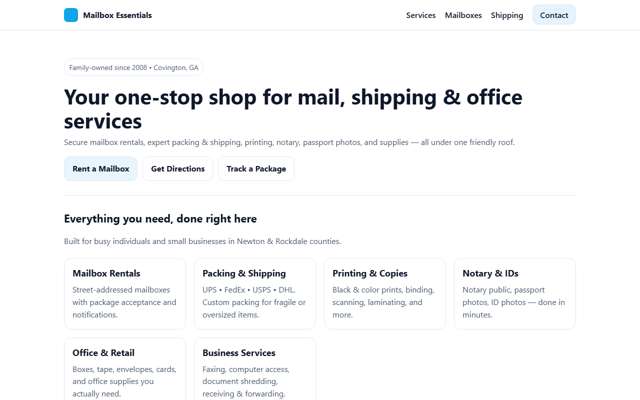 Mailbox Essentials
Services Mailboxes Shipping Contact
Family-owned since 2008 • Covington, GA
Your one-stop shop for mail, shipping & office
services
Secure mailbox rentals, expert packing & shipping, printing, notary, passport photos, and supplies — all under one friendly roof.
Rent a Mailbox Get Directions Track a Package
Everything you need, done right here
Built for busy individuals and small businesses in Newton & Rockdale counties.
Mailbox Rentals
Street-addressed mailboxes
with package acceptance and
notifications.
Packing & Shipping
UPS • FedEx • USPS • DHL.
Custom packing for fragile or
oversized items.
Printing & Copies
Black & color prints, binding,
scanning, laminating, and
more.
Notary & IDs
Notary public, passport
photos, ID photos — done in
minutes.
Office & Retail
Boxes, tape, envelopes, cards,
and office supplies you
actually need.
Business Services
Faxing, computer access,
document shredding,
receiving & forwarding.